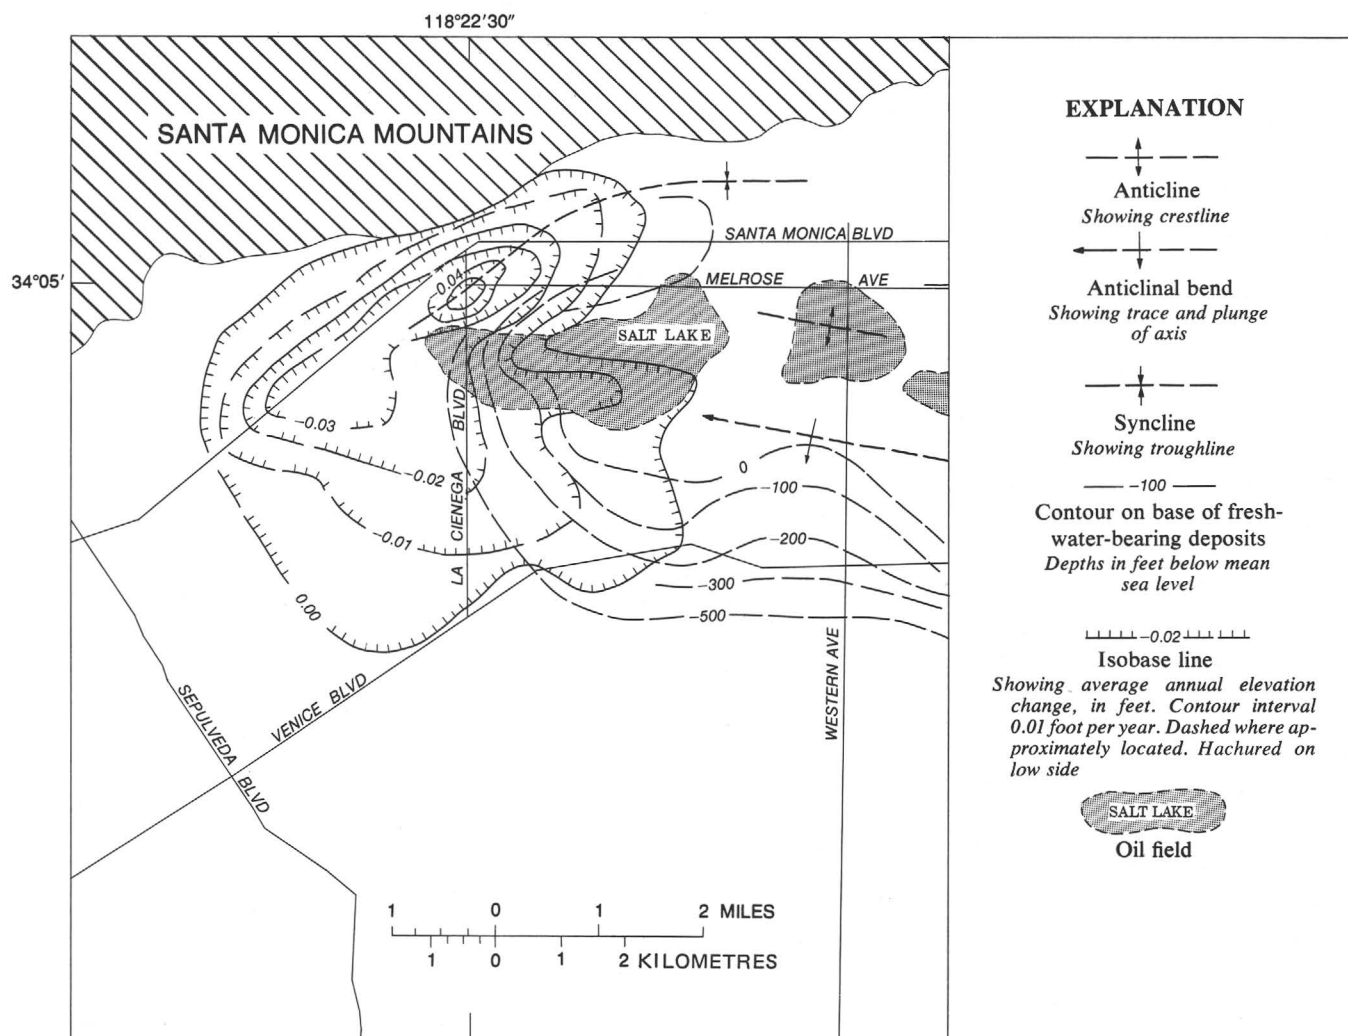 118°22'30"
SANTA MONICA MOUNTAINS
34°05'
SANTA MONICA BLVD
MELROSE AVE
-0.04
SALT LAKE
-0.03
-0.02
-0.01
0.00
LA CIENEGA BLVD
0
-100
-200
-300
-500
WESTERN AVE
VENICE BLVD
SEPULVEDA BLVD
1 0 1 2 MILES
1 0 1 2 KILOMETRES
EXPLANATION
Anticline
Showing crestline
Anticlinal bend
Showing trace and plunge
of axis
Syncline
Showing troughline
-100
Contour on base of fresh-
water-bearing deposits
Depths in feet below mean
sea level
-0.02
Isobase line
Showing average annual elevation
change, in feet. Contour interval
0.01 foot per year. Dashed where ap-
proximately located. Hachured on
low side
SALT LAKE
Oil field